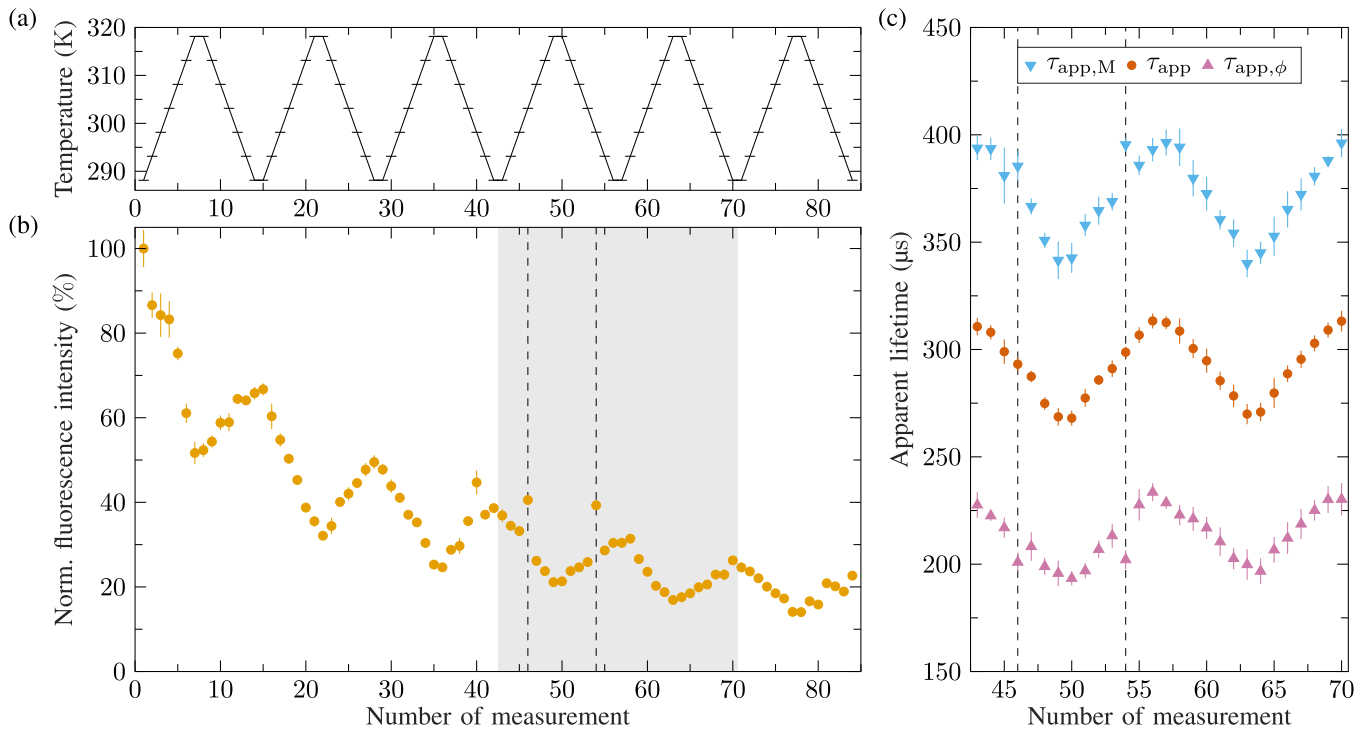 (a)
Temperature (K)
320
310
300
290
0 10 20 30 40 50 60 70 80
(b)
Norm. fluorescence intensity (%)
100
80
60
40
20
0
0 10 20 30 40 50 60 70 80
Number of measurement
(c)
Apparent lifetime (µs)
450
400
350
300
250
200
150
τapp,M τapp τapp,ϕ
45 50 55 60 65 70
Number of measurement